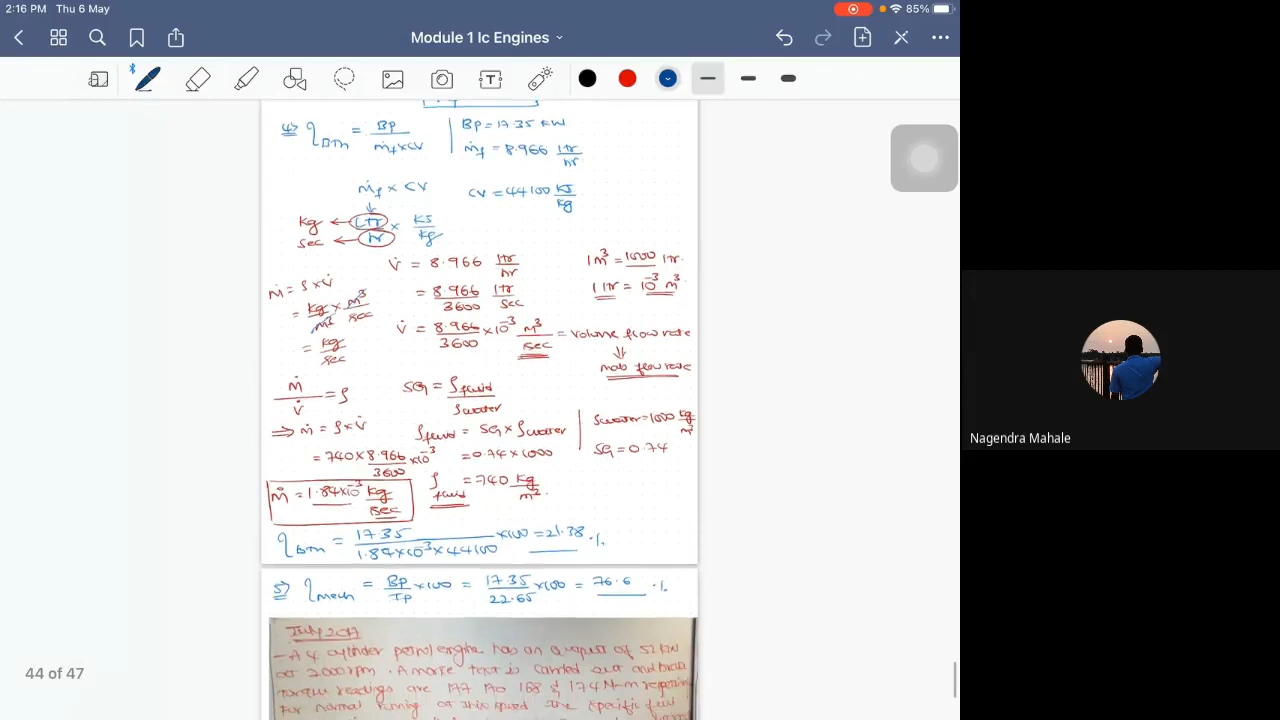 2:16 PM Thu 6 May
85%
Module 1 Ic Engines
4) η Bth = Bp / ṁf × CV
Bp = 17.35 KW
ṁf = 8.966 ltr/hr
ṁf × CV
CV = 44100 KJ/kg
kg ← Ltr × KJ/kg
sec ← hr
V̇ = 8.966 ltr/hr
1 m³ = 1000 ltr
ṁ = ρ × V̇
= 8.966/3600 ltr/sec
1 ltr = 10⁻³ m³
= kg/m³ × m³/sec
V̇ = 8.966/3600 × 10⁻³ m³/sec = volume flow rate
= kg/sec
⇓
mass flow rate
ṁ/V̇ = ρ
SG = ρfluid/ρwater
⇒ ṁ = ρ × V̇
ρfluid = SG × ρwater
ρwater = 1000 kg/m³
= 740 × 8.966/3600 × 10⁻³
= 0.74 × 1000
SG = 0.74
ṁ = 1.84 × 10⁻³ kg/sec
ρfluid = 740 kg/m³
η Bth = 17.35 / 1.84 × 10⁻³ × 44100 × 100 = 21.38 %
5) η mech = Bp/Ip × 100 = 17.35/22.65 × 100 = 76.6 %
July 2017
- A 4 cylinder petrol engine has an output of 52 kW
at 2000 rpm. A morse test is carried out and brake
torque readings are 177 170 168 & 174 N-m
for normal running at this speed the specific fuel
44 of 47
Nagendra Mahale